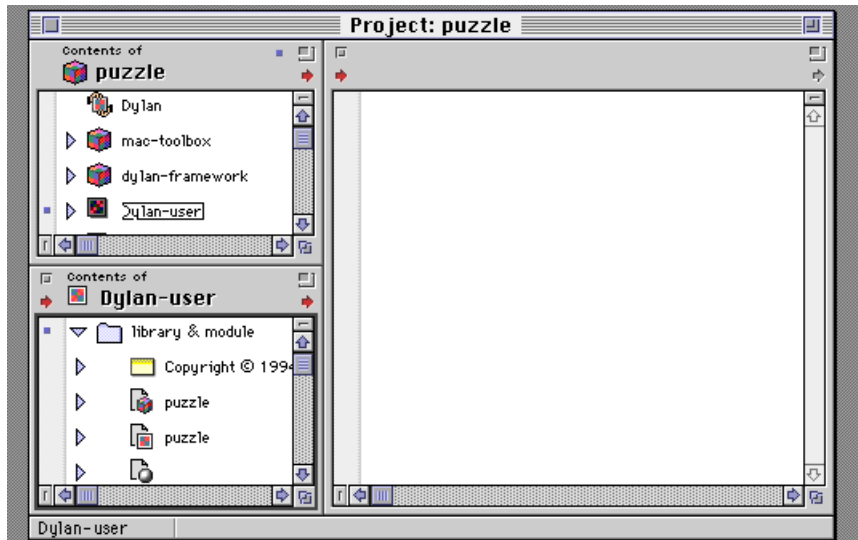 Project: puzzle
Contents of
puzzle
Dylan
mac-toolbox
dylan-framework
Dylan-user
Contents of
Dylan-user
library & module
Copyright © 1994
puzzle
puzzle
Dylan-user